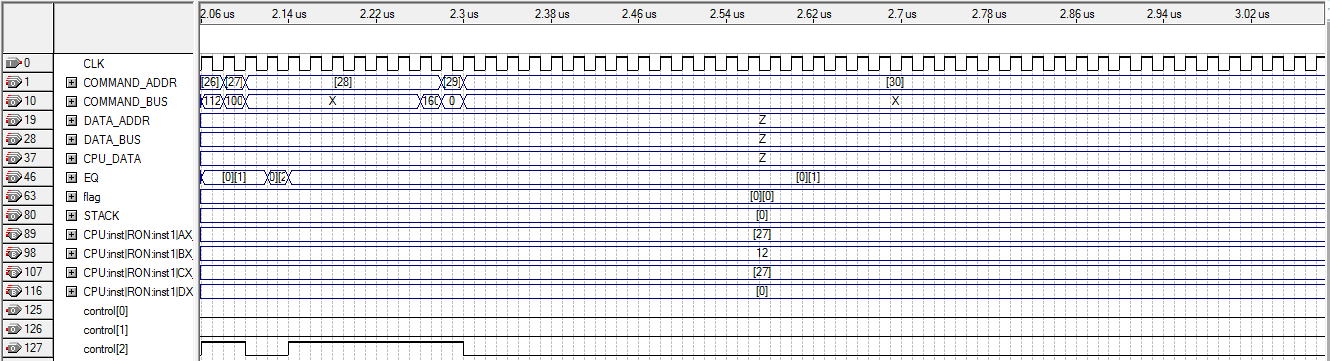 2.06 us 2.14 us 2.22 us 2.3 us 2.38 us 2.46 us 2.54 us 2.62 us 2.7 us 2.78 us 2.86 us 2.94 us 3.02 us
0 CLK
1 COMMAND_ADDR [26] [27] [28] [29] [30]
10 COMMAND_BUS 112 100 X 160 0 X
19 DATA_ADDR Z
28 DATA_BUS Z
37 CPU_DATA Z
46 EQ [0][1] 0][2 [0][1]
63 flag [0][0]
80 STACK [0]
89 CPU:inst|RON:inst1|AX [27]
98 CPU:inst|RON:inst1|BX 12
107 CPU:inst|RON:inst1|CX [27]
116 CPU:inst|RON:inst1|DX [0]
125 control[0]
126 control[1]
127 control[2]